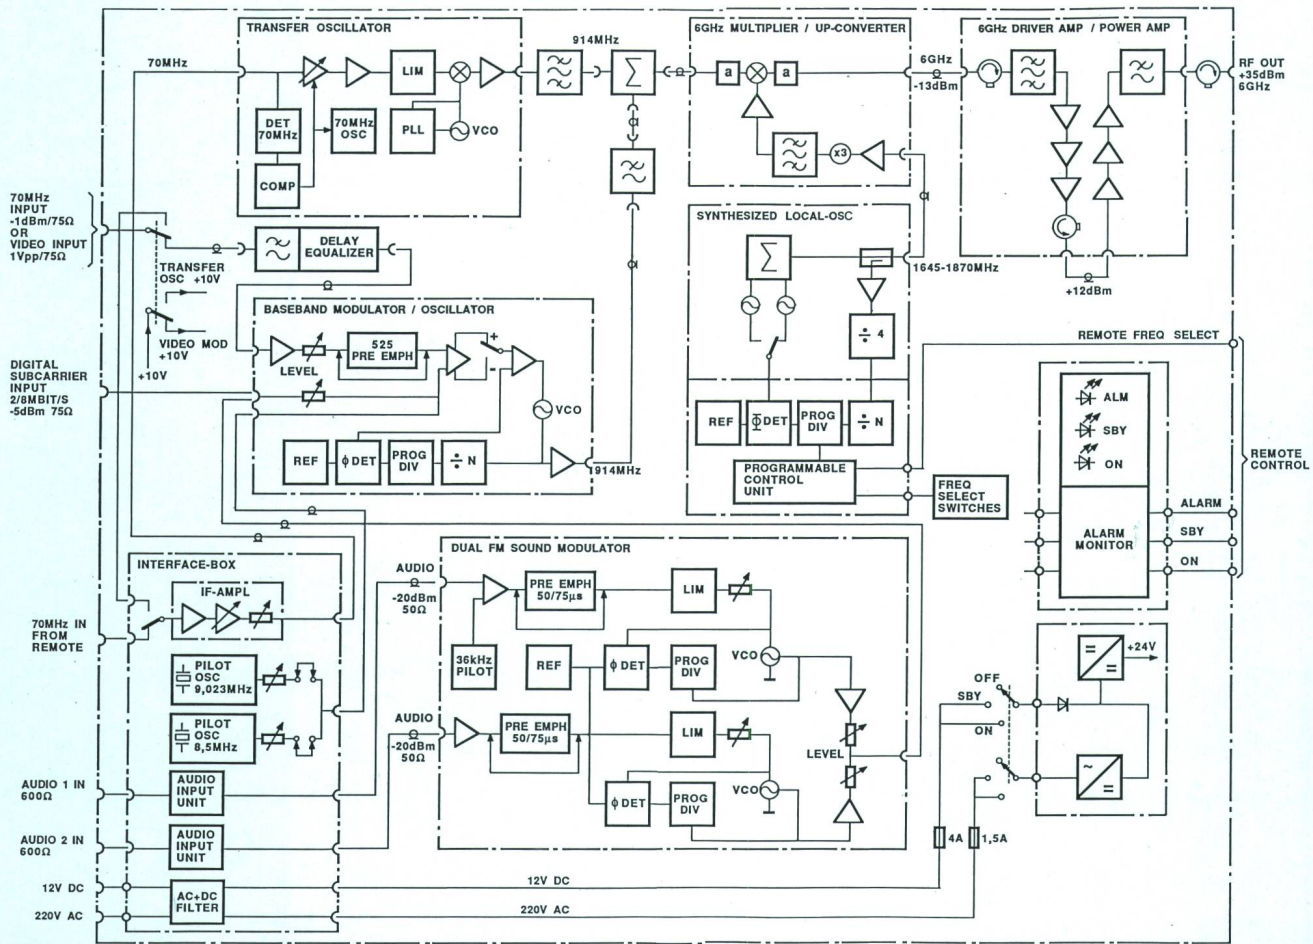 TRANSFER OSCILLATOR
70MHz
LIM
DET
70MHz
70MHz
OSC
PLL
VCO
COMP
914MHz
Σ
6GHz MULTIPLIER / UP-CONVERTER
a
a
x3
6GHz
-13dBm
6GHz DRIVER AMP / POWER AMP
+12dBm
RF OUT
+35dBm
6GHz
70MHz
INPUT
-1dBm/75Ω
OR
VIDEO INPUT
1Vpp/75Ω
DELAY
EQUALIZER
TRANSFER
OSC +10V
VIDEO MOD
+10V
+10V
SYNTHESIZED LOCAL-OSC
Σ
1645-1870MHz
÷ 4
REF
ΦDET
PROG
DIV
÷ N
PROGRAMMABLE
CONTROL
UNIT
FREQ
SELECT
SWITCHES
BASEBAND MODULATOR / OSCILLATOR
LEVEL
525
PRE EMPH
+
-
VCO
REF
ΦDET
PROG
DIV
÷ N
914MHz
DIGITAL
SUBCARRIER
INPUT
2/8MBIT/S
-5dBm 75Ω
REMOTE FREQ SELECT
ALM
SBY
ON
ALARM
MONITOR
ALARM
SBY
ON
REMOTE
CONTROL
INTERFACE-BOX
IF-AMPL
70MHz IN
FROM
REMOTE
PILOT
OSC
9,023MHz
PILOT
OSC
8,5MHz
AUDIO 1 IN
600Ω
AUDIO
INPUT
UNIT
AUDIO 2 IN
600Ω
AUDIO
INPUT
UNIT
12V DC
220V AC
AC+DC
FILTER
12V DC
220V AC
DUAL FM SOUND MODULATOR
AUDIO
-20dBm
50Ω
PRE EMPH
50/75µs
LIM
36kHz
PILOT
REF
ΦDET
PROG
DIV
VCO
AUDIO
-20dBm
50Ω
PRE EMPH
50/75µs
LIM
ΦDET
PROG
DIV
VCO
LEVEL
OFF
SBY
ON
4A
1,5A
+24V